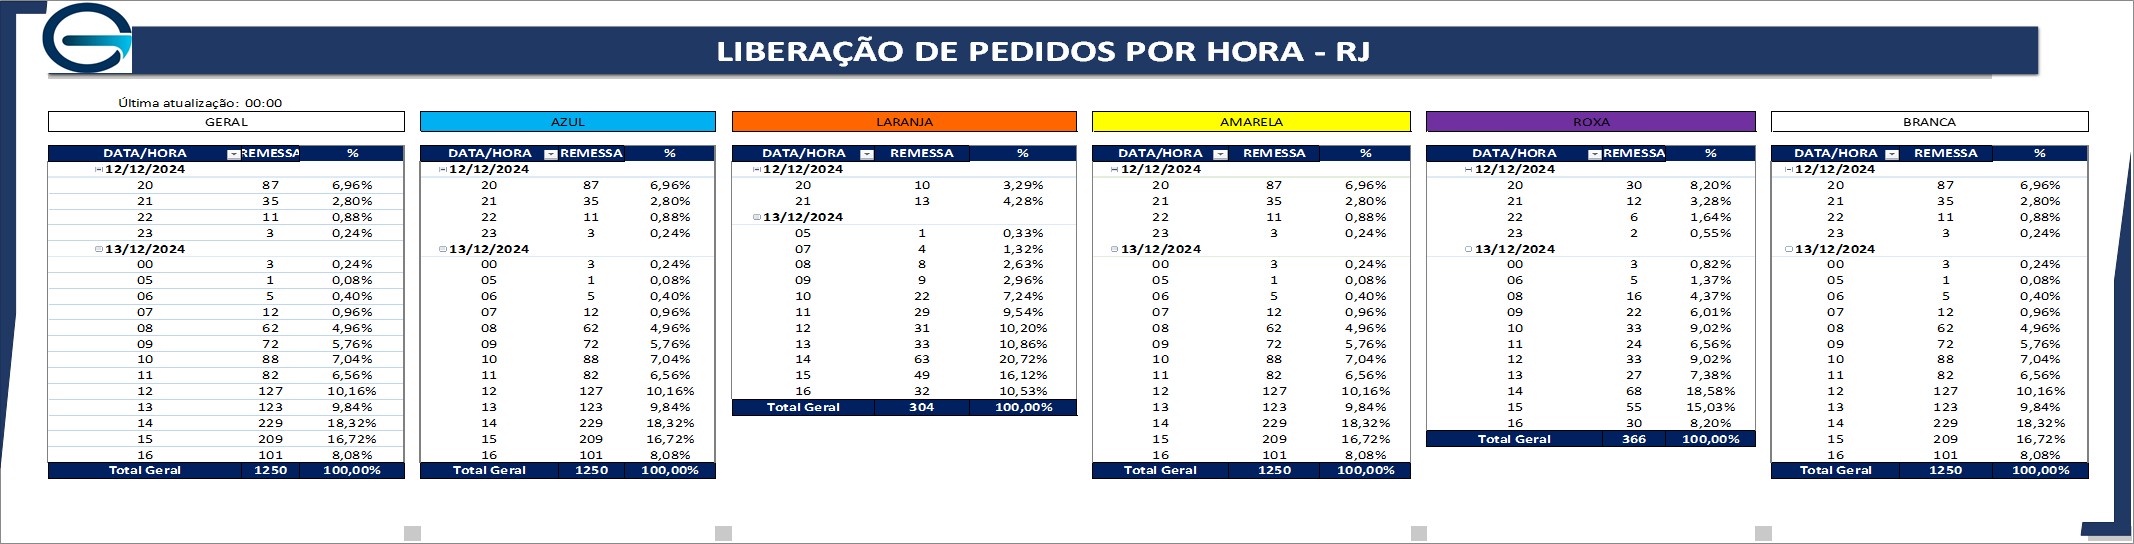 LIBERAÇÃO DE PEDIDOS POR HORA - RJ
Última atualização: 00:00
GERAL
DATA/HORA REMESSA %
12/12/2024
20 87 6,96%
21 35 2,80%
22 11 0,88%
23 3 0,24%
13/12/2024
00 3 0,24%
05 1 0,08%
06 5 0,40%
07 12 0,96%
08 62 4,96%
09 72 5,76%
10 88 7,04%
11 82 6,56%
12 127 10,16%
13 123 9,84%
14 229 18,32%
15 209 16,72%
16 101 8,08%
Total Geral 1250 100,00%
AZUL
DATA/HORA REMESSA %
12/12/2024
20 87 6,96%
21 35 2,80%
22 11 0,88%
23 3 0,24%
13/12/2024
00 3 0,24%
05 1 0,08%
06 5 0,40%
07 12 0,96%
08 62 4,96%
09 72 5,76%
10 88 7,04%
11 82 6,56%
12 127 10,16%
13 123 9,84%
14 229 18,32%
15 209 16,72%
16 101 8,08%
Total Geral 1250 100,00%
LARANJA
DATA/HORA REMESSA %
12/12/2024
20 10 3,29%
21 13 4,28%
13/12/2024
05 1 0,33%
07 4 1,32%
08 8 2,63%
09 9 2,96%
10 22 7,24%
11 29 9,54%
12 31 10,20%
13 33 10,86%
14 63 20,72%
15 49 16,12%
16 32 10,53%
Total Geral 304 100,00%
AMARELA
DATA/HORA REMESSA %
12/12/2024
20 87 6,96%
21 35 2,80%
22 11 0,88%
23 3 0,24%
13/12/2024
00 3 0,24%
05 1 0,08%
06 5 0,40%
07 12 0,96%
08 62 4,96%
09 72 5,76%
10 88 7,04%
11 82 6,56%
12 127 10,16%
13 123 9,84%
14 229 18,32%
15 209 16,72%
16 101 8,08%
Total Geral 1250 100,00%
ROXA
DATA/HORA REMESSA %
12/12/2024
20 30 8,20%
21 12 3,28%
22 6 1,64%
23 2 0,55%
13/12/2024
00 3 0,82%
06 5 1,37%
08 16 4,37%
09 22 6,01%
10 33 9,02%
11 24 6,56%
12 33 9,02%
13 27 7,38%
14 68 18,58%
15 55 15,03%
16 30 8,20%
Total Geral 366 100,00%
BRANCA
DATA/HORA REMESSA %
12/12/2024
20 87 6,96%
21 35 2,80%
22 11 0,88%
23 3 0,24%
13/12/2024
00 3 0,24%
05 1 0,08%
06 5 0,40%
07 12 0,96%
08 62 4,96%
09 72 5,76%
10 88 7,04%
11 82 6,56%
12 127 10,16%
13 123 9,84%
14 229 18,32%
15 209 16,72%
16 101 8,08%
Total Geral 1250 100,00%